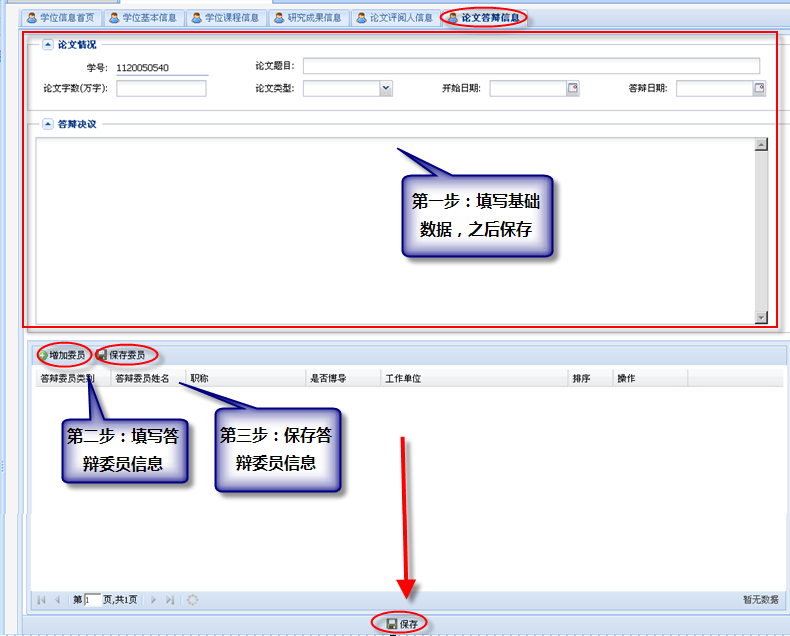 学位信息首页 学位基本信息 学位课程信息 研究成果信息 论文评阅人信息 论文答辩信息
论文情况
学号: 1120050540 论文题目:
论文字数(万字): 论文类型: 开始日期: 答辩日期:
答辩决议
第一步：填写基础
数据，之后保存
增加委员 保存委员
答辩委员类别 答辩委员姓名 职称 是否博导 工作单位 排序 操作
第二步：填写答
辩委员信息
第三步：保存答
辩委员信息
第 1 页,共1页 暂无数据
保存